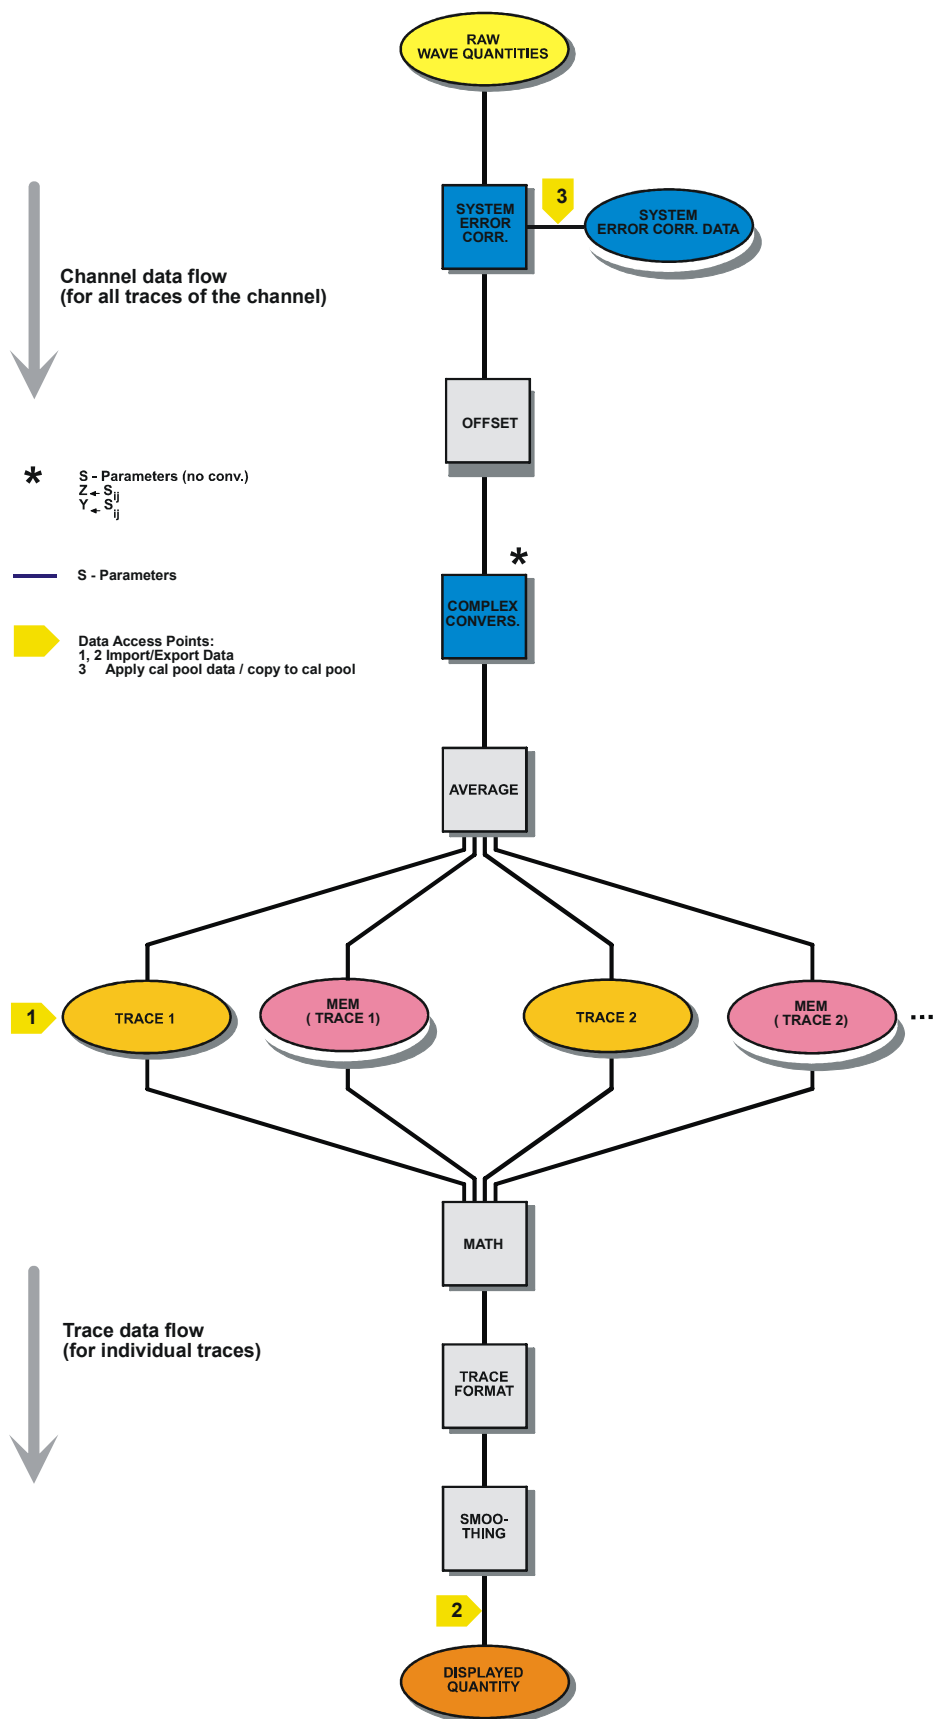 RAW
WAVE QUANTITIES
SYSTEM
ERROR
CORR.
3
SYSTEM
ERROR CORR. DATA
Channel data flow
(for all traces of the channel)
OFFSET
*
S - Parameters (no conv.)
Z ← Sij
Y ← Sij
*
COMPLEX
CONVERS.
S - Parameters
Data Access Points:
1, 2 Import/Export Data
3 Apply cal pool data / copy to cal pool
AVERAGE
1
TRACE 1
MEM
( TRACE 1)
TRACE 2
MEM
( TRACE 2)
...
MATH
Trace data flow
(for individual traces)
TRACE
FORMAT
SMOO-
THING
2
DISPLAYED
QUANTITY